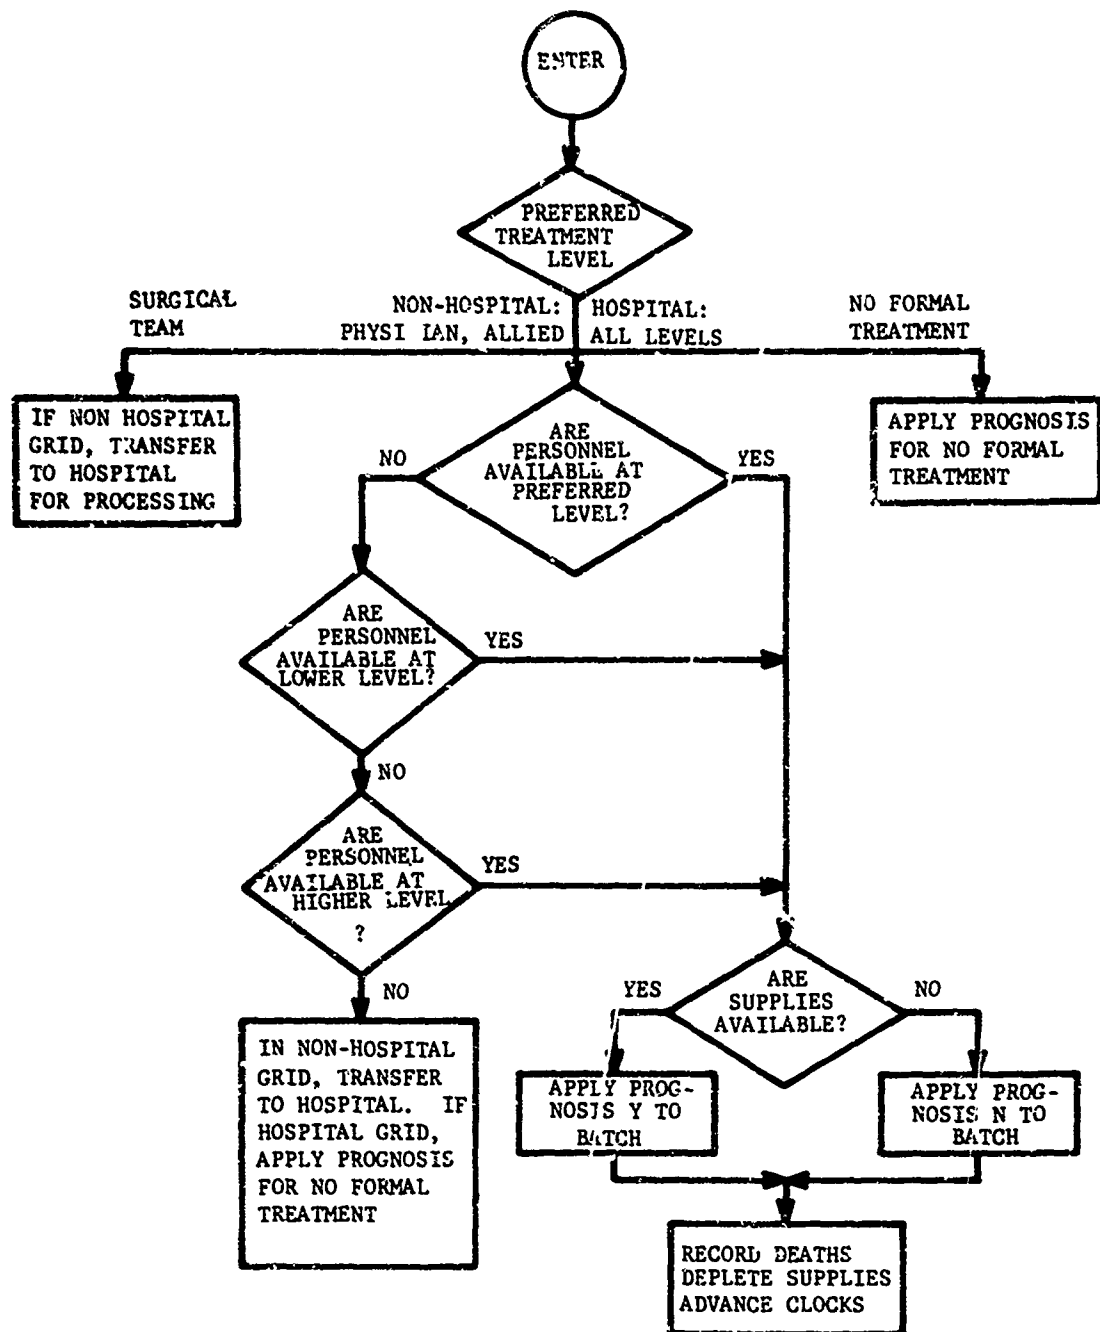 ENTER
PREFERRED
TREATMENT
LEVEL
SURGICAL
TEAM
NON-HOSPITAL:
PHYSI IAN, ALLIED
HOSPITAL:
ALL LEVELS
NO FORMAL
TREATMENT
IF NON HOSPITAL
GRID, TRANSFER
TO HOSPITAL
FOR PROCESSING
ARE
PERSONNEL
AVAILABLE AT
PREFERRED
LEVEL?
NO
YES
APPLY PROGNOSIS
FOR NO FORMAL
TREATMENT
ARE
PERSONNEL
AVAILABLE AT
LOWER LEVEL?
YES
NO
ARE
PERSONNEL
AVAILABLE AT
HIGHER LEVEL
?
YES
NO
ARE
SUPPLIES
AVAILABLE?
YES
NO
IN NON-HOSPITAL
GRID, TRANSFER
TO HOSPITAL. IF
HOSPITAL GRID,
APPLY PROGNOSIS
FOR NO FORMAL
TREATMENT
APPLY PROG-
NOSIS Y TO
BATCH
APPLY PROG-
NOSIS N TO
BATCH
RECORD DEATHS
DEPLETE SUPPLIES
ADVANCE CLOCKS